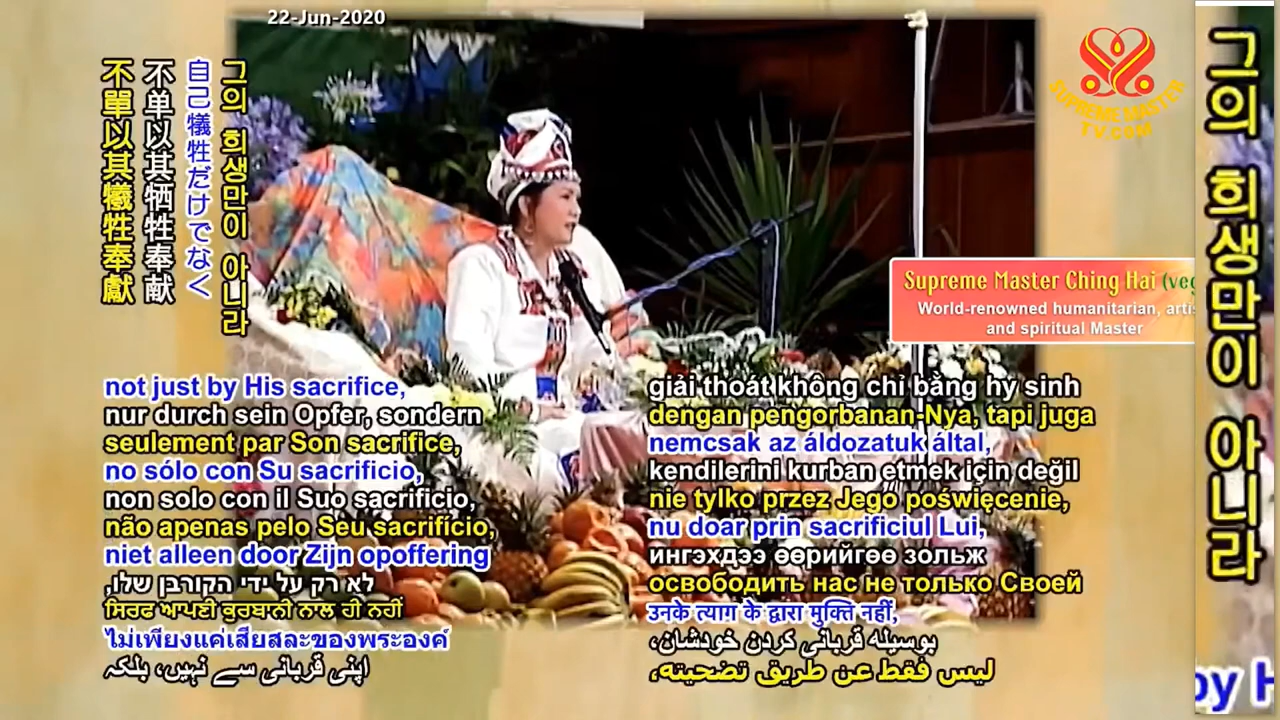 22-Jun-2020
不單以其犧牲奉獻
不单以其牺牲奉献
自己犠牲だけでなく
그의 희생만이 아니라
SUPREME MASTER
TV.COM
Supreme Master Ching Hai (veg
World-renowned humanitarian, artis
and spiritual Master
not just by His sacrifice,
nur durch sein Opfer, sondern
seulement par Son sacrifice,
no sólo con Su sacrificio,
non solo con il Suo sacrificio,
não apenas pelo Seu sacrifício,
niet alleen door Zijn opoffering
לא רק על ידי הקורבן שלו,
ਸਿਰਫ ਆਪਣੀ ਕੁਰਬਾਨੀ ਨਾਲ ਹੀ ਨਹੀਂ
ไม่เพียงแค่เสียสละของพระองค์
اپنی قربانی سے نہیں، بلکہ
giải thoát không chỉ bằng hy sinh
dengan pengorbanan-Nya, tapi juga
nemcsak az áldozatuk által,
kendilerini kurban etmek için değil
nie tylko przez Jego poświęcenie,
nu doar prin sacrificiul Lui,
ингэхдээ өөрийгөө зольж
освободить нас не только Своей
उनके त्याग के द्वारा मुक्ति नहीं,
بوسیله قربانی کردن خودشان،
ليس فقط عن طريق تضحيته،
그의 희생만이 아니라
by H